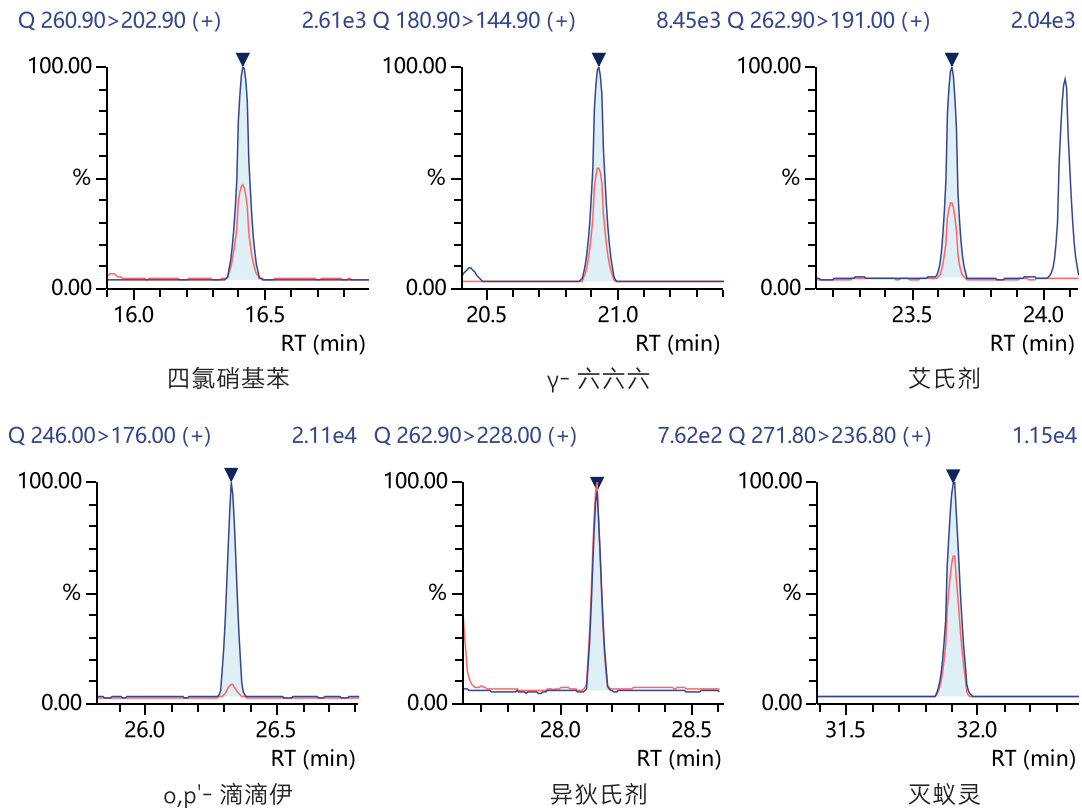 Q 260.90>202.90 (+) 2.61e3 Q 180.90>144.90 (+) 8.45e3 Q 262.90>191.00 (+) 2.04e3
100.00 100.00 100.00
% % %
0.00 0.00 0.00
16.0 16.5 20.5 21.0 23.5 24.0
RT (min) RT (min) RT (min)
四氯硝基苯 γ- 六六六 艾氏剂
Q 246.00>176.00 (+) 2.11e4 Q 262.90>228.00 (+) 7.62e2 Q 271.80>236.80 (+) 1.15e4
100.00 100.00 100.00
% % %
0.00 0.00 0.00
26.0 26.5 28.0 28.5 31.5 32.0
RT (min) RT (min) RT (min)
o,p'- 滴滴伊 异狄氏剂 灭蚁灵